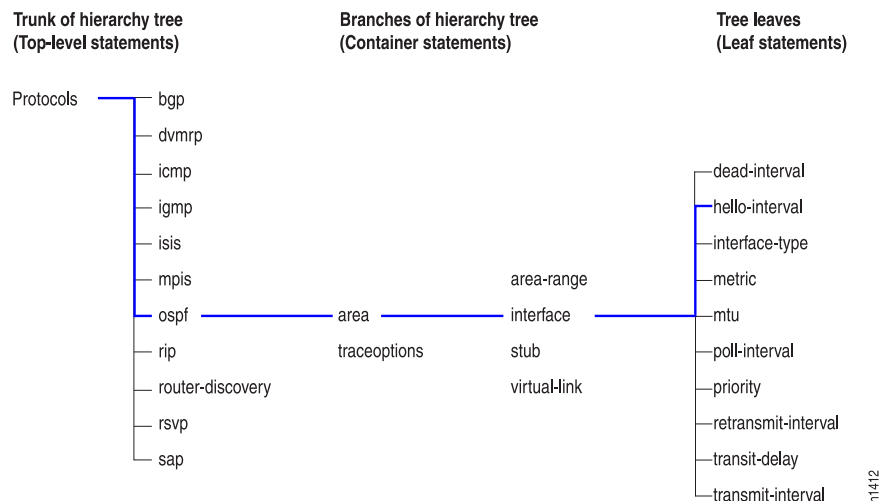 Trunk of hierarchy tree
(Top-level statements)
Branches of hierarchy tree
(Container statements)
Tree leaves
(Leaf statements)
Protocols
bgp
dvmrp
icmp
igmp
isis
mpis
ospf
rip
router-discovery
rsvp
sap
area
traceoptions
area-range
interface
stub
virtual-link
dead-interval
hello-interval
interface-type
metric
mtu
poll-interval
priority
retransmit-interval
transit-delay
transmit-interval